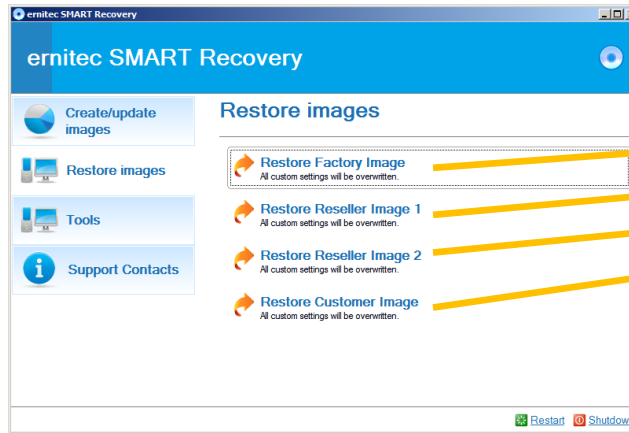 ernitec SMART Recovery
ernitec SMART Recovery
Create/update
images
Restore images
Tools
Support Contacts
Restore images
Restore Factory Image
All custom settings will be overwritten.
Restore Reseller Image 1
All custom settings will be overwritten.
Restore Reseller Image 2
All custom settings will be overwritten.
Restore Customer Image
All custom settings will be overwritten.
Restart Shutdow